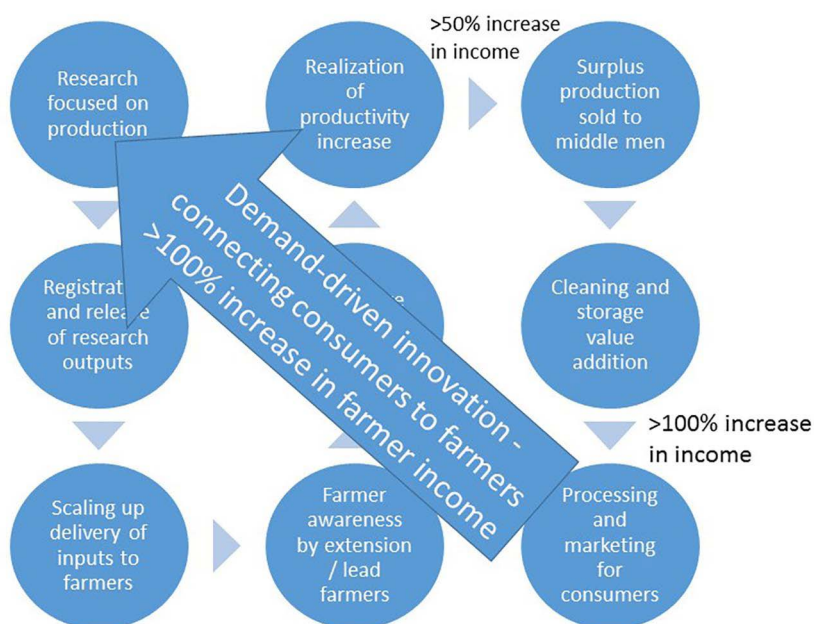 Research
focused on
production
Realization
of
productivity
increase
>50% increase
in income
Surplus
production
sold to
middle men
and release
of research
outputs
Cleaning and
storage
value
addition
>100% increase
in income
Scaling up
delivery of
inputs to
farmers
Farmer
awareness
by extension
/ lead
farmers
Processing
and
marketing
for
consumers
Demand-driven innovation -
connecting consumers to farmers
>100% increase in farmer income